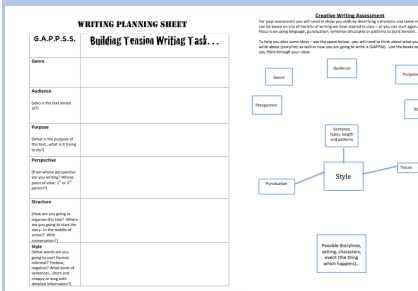 WRITING PLANNING SHEET
G.A.P.P.S.S.
Building Tension Writing Task...
Genre
Audience
(who is the text aimed
at?)
Purpose
(What is the purpose of
this text..what is it trying
to do?)
Perspective
(From whose perspective
are you writing? Whose
point of view: 1st or 3rd
person?)
Structure
(How are you going to
organise this text? Where
are you going to start the
story...in the middle of
action? With
conversation?)
Style
(What words are you
going to use? Formal,
informal? Positive,
negative? What kinds of
sentences...short and
choppy or long with
detailed information?)
Creative Writing Assessment
For your assessment you will need to show you skills by describing a dramatic and tense
can be based on any of the bits of writing we have started in class – or you can start again
focus is on using language, punctuation, sentence structures or patterns to build tension..
To help you plan some ideas – use the space below..you will need to think about what you
write about (storyline) as well as how you are going to write it (GAPPSS). Use the boxes
you think through your ideas.
Genre
Audience
Purpose
Perspective
Sentence
types, length
and patterns
Style
Vocab
Punctuation
Possible Storylines,
setting, characters,
event (the thing
which happens)...